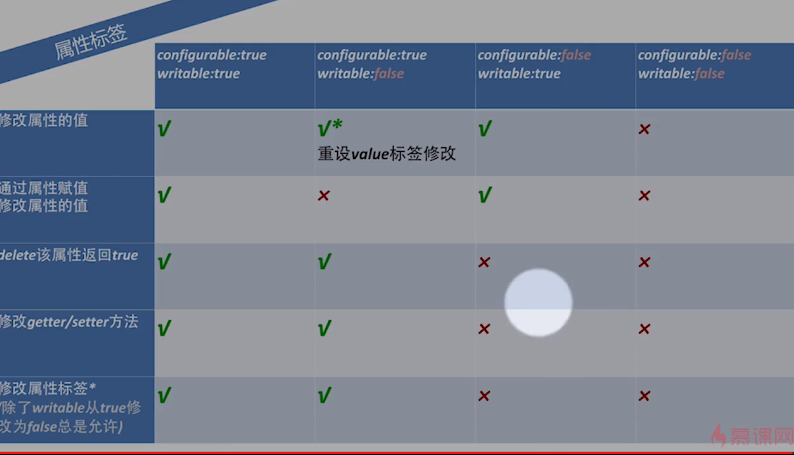 属性标签
configurable:true
writable:true
configurable:true
writable:false
configurable:false
writable:true
configurable:false
writable:false
修改属性的值
√
√*
重设value标签修改
√
×
通过属性赋值
修改属性的值
√
×
√
×
delete该属性返回true
√
√
×
×
修改getter/setter方法
√
√
×
×
修改属性标签*
(除了writable从true修
改为false总是允许)
√
√
×
×
慕课网